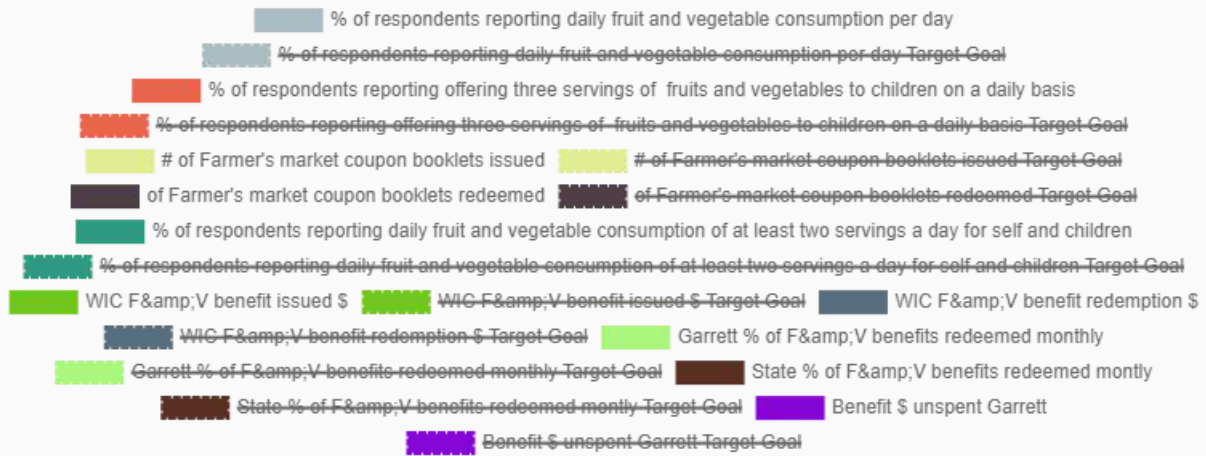 % of respondents reporting daily fruit and vegetable consumption per day
% of respondents reporting daily fruit and vegetable consumption per day Target Goal
% of respondents reporting offering three servings of  fruits and vegetables to children on a daily basis
% of respondents reporting offering three servings of  fruits and vegetables to children on a daily basis Target Goal
# of Farmer's market coupon booklets issued # of Farmer's market coupon booklets issued Target Goal
of Farmer's market coupon booklets redeemed of Farmer's market coupon booklets redeemed Target Goal
% of respondents reporting daily fruit and vegetable consumption of at least two servings a day for self and children
% of respondents reporting daily fruit and vegetable consumption of at least two servings a day for self and children Target Goal
WIC F&amp;V benefit issued $ WIC F&amp;V benefit issued $ Target Goal WIC F&amp;V benefit redemption $
WIC F&amp;V benefit redemption $ Target Goal Garrett % of F&amp;V benefits redeemed monthly
Garrett % of F&amp;V benefits redeemed monthly Target Goal State % of F&amp;V benefits redeemed montly
State % of F&amp;V benefits redeemed montly Target Goal Benefit $ unspent Garrett
Benefit $ unspent Garrett Target Goal